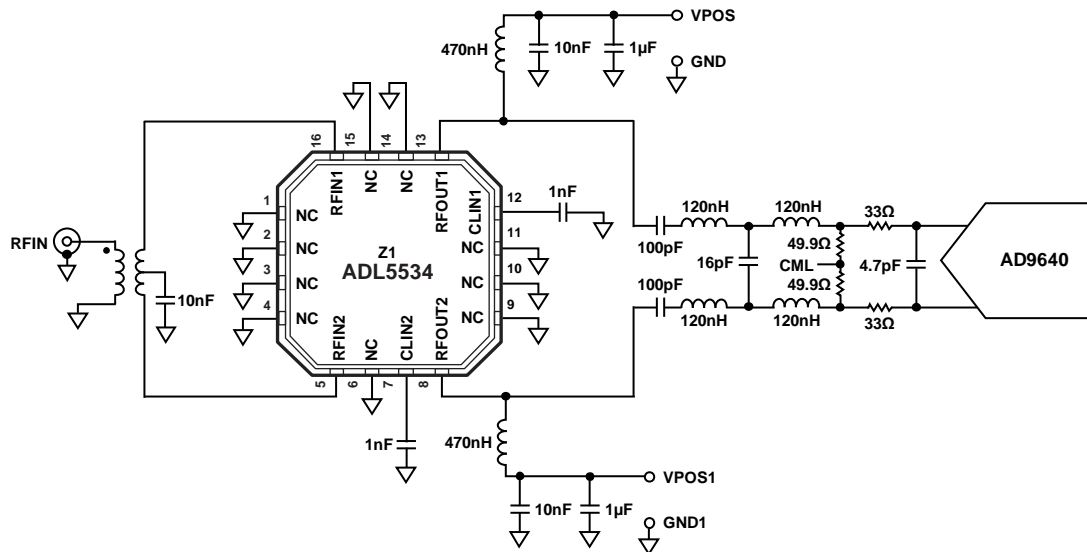 VPOS
470nH
10nF
1µF
GND
16
15
14
13
RFIN1
NC
NC
RFOUT1
1
NC
CLIN1
12
1nF
2
NC
NC
11
RFIN
Z1
ADL5534
3
NC
NC
10
4
NC
NC
9
10nF
RFIN2
NC
CLIN2
RFOUT2
5
6
7
8
120nH
120nH
33Ω
100pF
49.9Ω
16pF
CML
4.7pF
AD9640
100pF
49.9Ω
120nH
120nH
33Ω
1nF
470nH
VPOS1
10nF
1µF
GND1